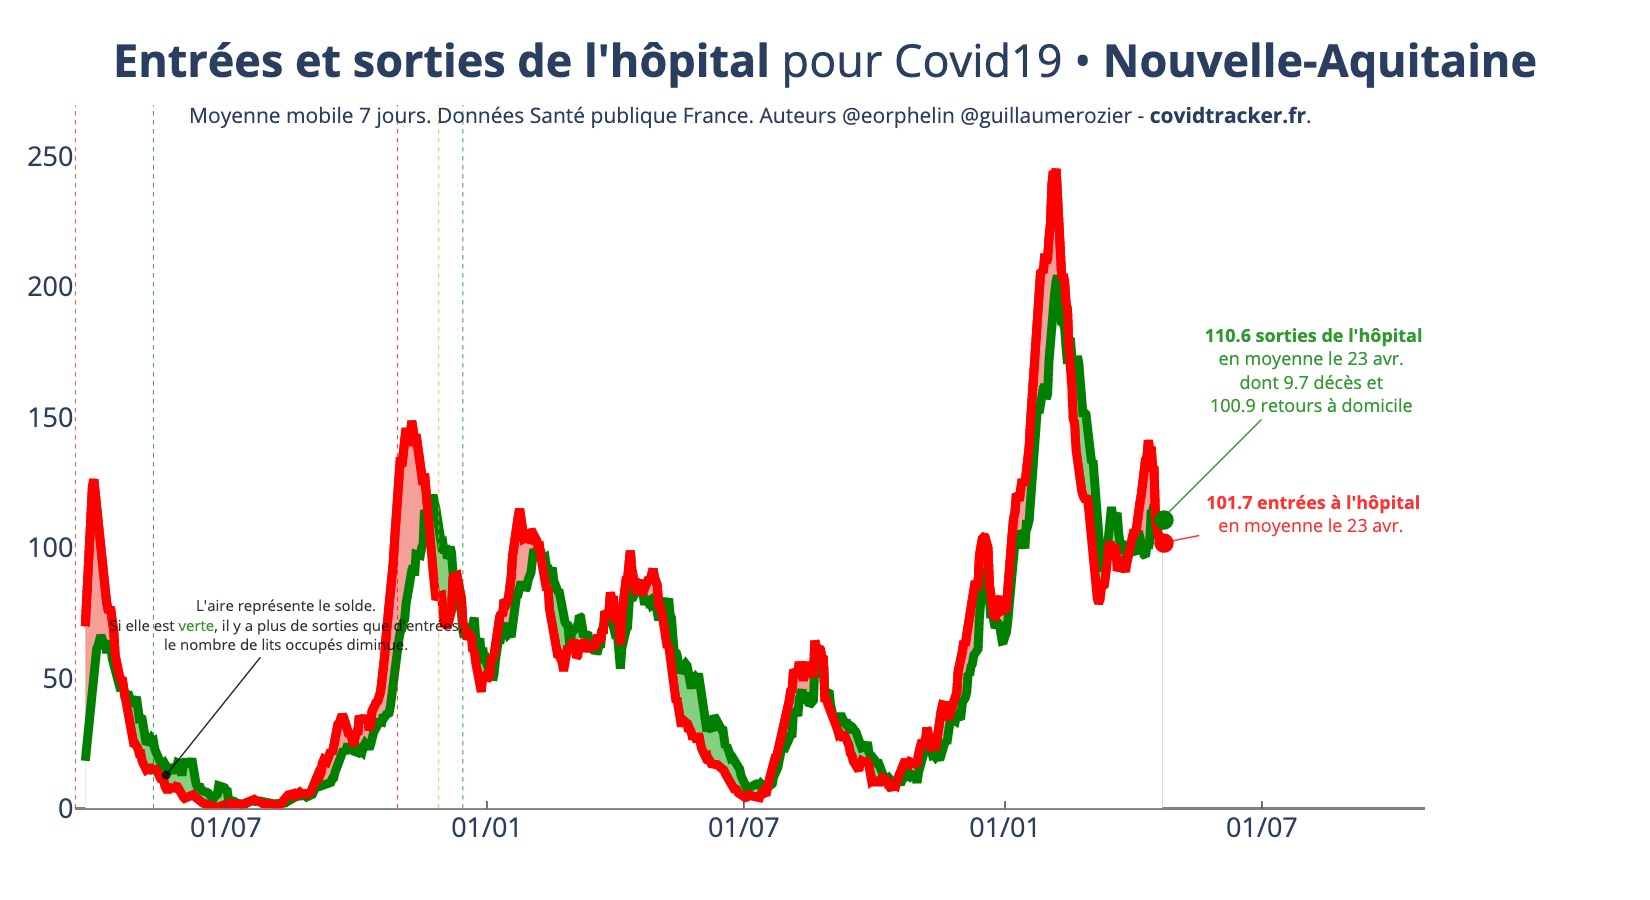 Entrées et sorties de l'hôpital pour Covid19 • Nouvelle-Aquitaine
Moyenne mobile 7 jours. Données Santé publique France. Auteurs @eorphelin @guillaumerozier - covidtracker.fr.
250
200
150
100
50
0
110.6 sorties de l'hôpital
en moyenne le 23 avr.
dont 9.7 décès et
100.9 retours à domicile
101.7 entrées à l'hôpital
en moyenne le 23 avr.
L'aire représente le solde.
Si elle est verte, il y a plus de sorties que d'entrées,
le nombre de lits occupés diminue.
01/07
01/01
01/07
01/01
01/07